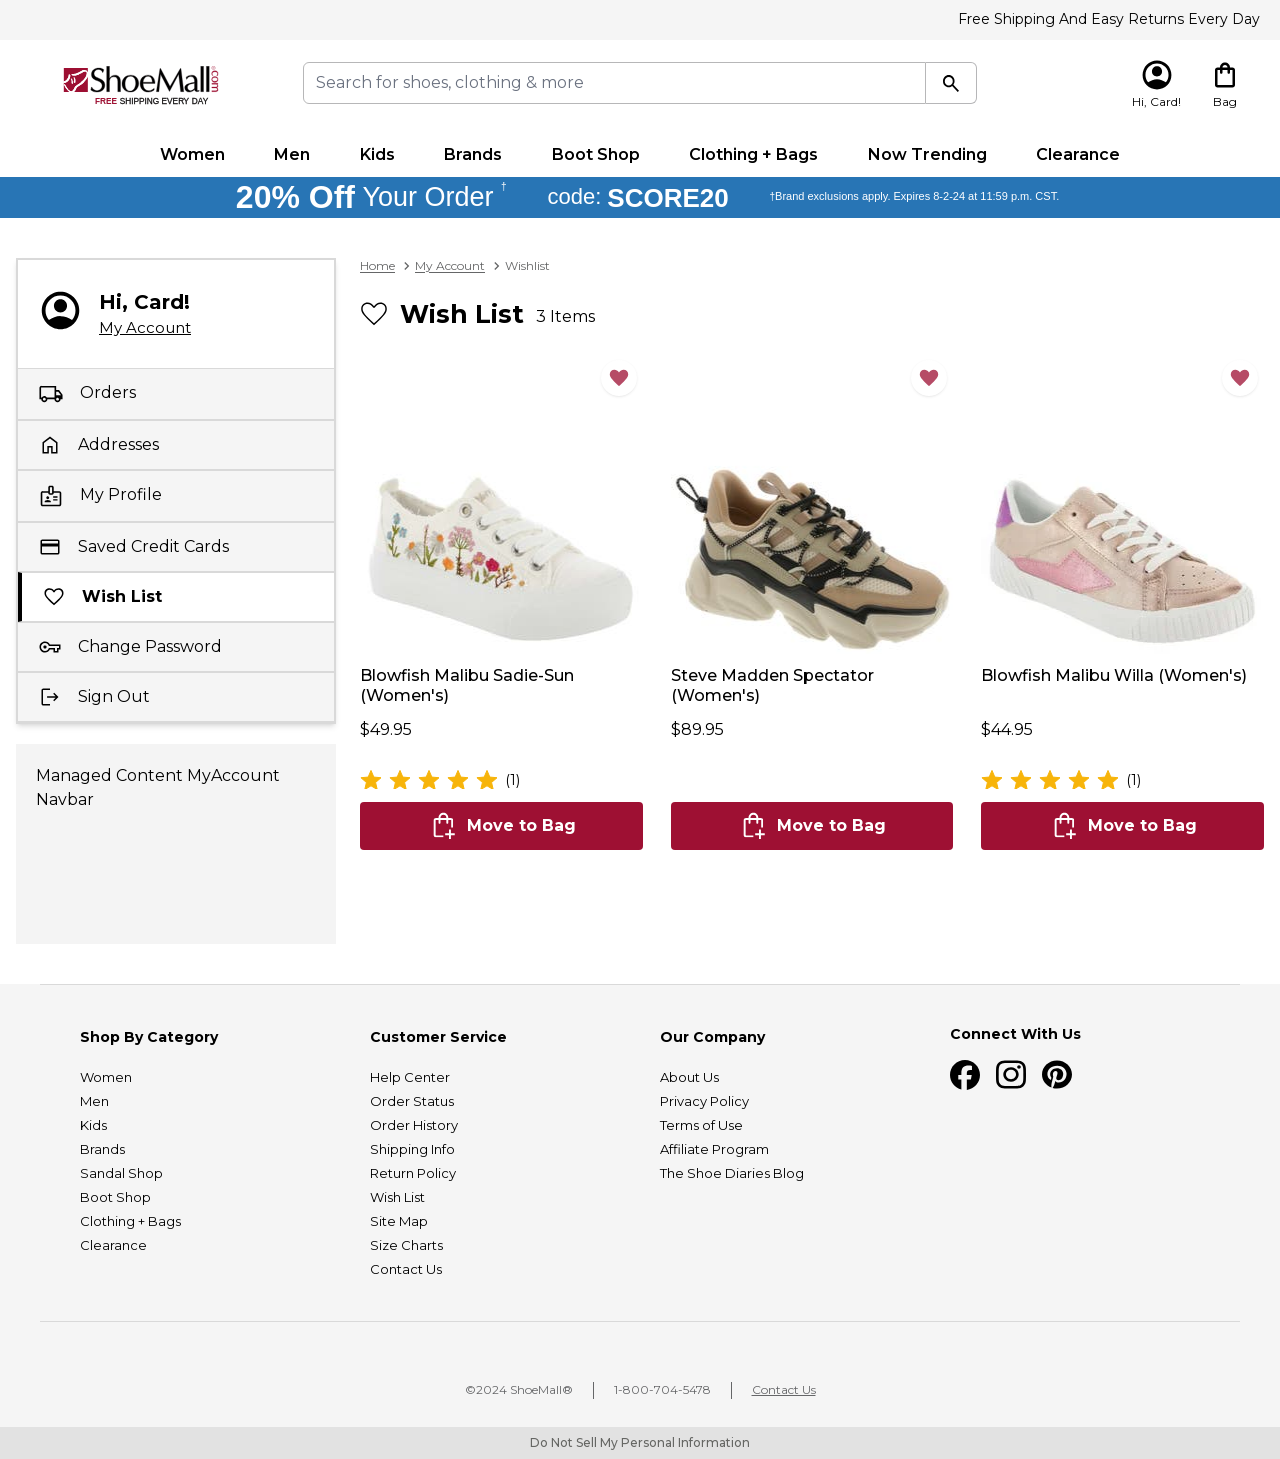 Free Shipping And Easy Returns Every Day
ShoeMall®.com
FREE SHIPPING EVERY DAY
Search for shoes, clothing & more
Hi, Card!
Bag
Women Men Kids Brands Boot Shop Clothing + Bags Now Trending Clearance
20% Off Your Order † code: SCORE20 †Brand exclusions apply. Expires 8-2-24 at 11:59 p.m. CST.
Hi, Card!
My Account
Orders
Addresses
My Profile
Saved Credit Cards
Wish List
Change Password
Sign Out
Managed Content MyAccount
Navbar
Home > My Account > Wishlist
Wish List 3 Items
Blowfish Malibu Sadie-Sun
(Women's)
$49.95
(1)
Move to Bag
Steve Madden Spectator
(Women's)
$89.95
Move to Bag
Blowfish Malibu Willa (Women's)
$44.95
(1)
Move to Bag
Shop By Category
Women
Men
Kids
Brands
Sandal Shop
Boot Shop
Clothing + Bags
Clearance
Customer Service
Help Center
Order Status
Order History
Shipping Info
Return Policy
Wish List
Site Map
Size Charts
Contact Us
Our Company
About Us
Privacy Policy
Terms of Use
Affiliate Program
The Shoe Diaries Blog
Connect With Us
©2024 ShoeMall® | 1-800-704-5478 | Contact Us
Do Not Sell My Personal Information